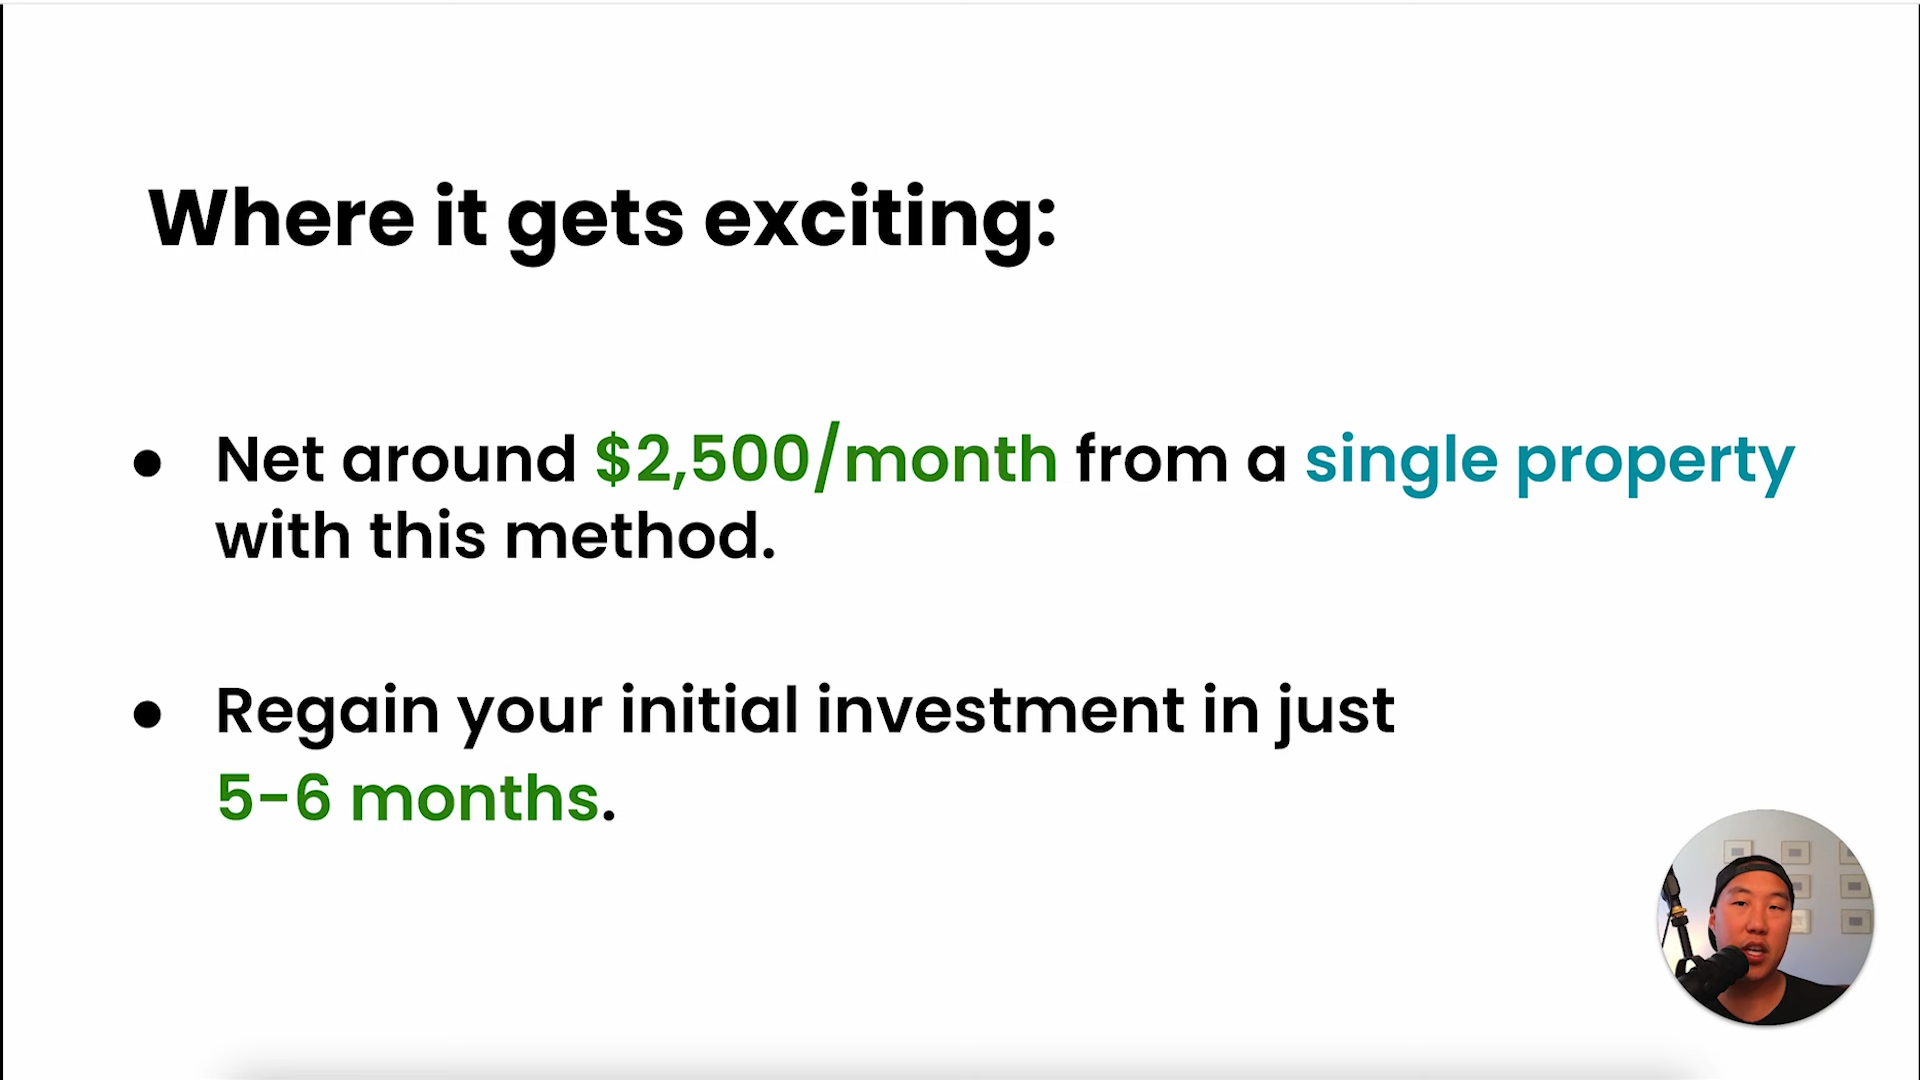 Where it gets exciting:
● Net around $2,500/month from a single property
with this method.
● Regain your initial investment in just
5-6 months.